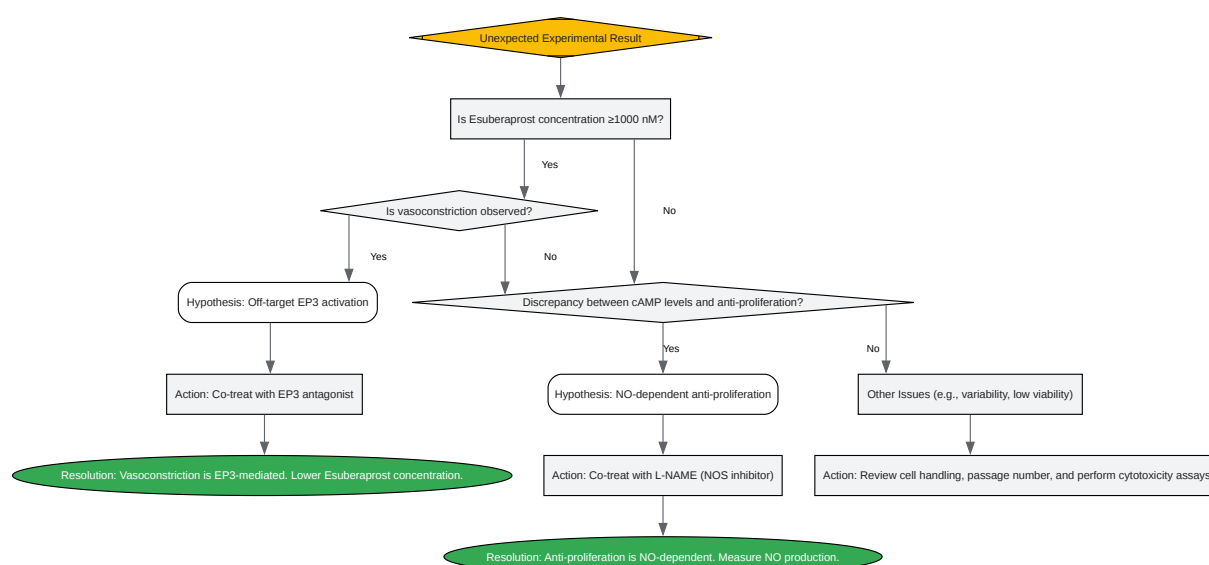 Unexpected Experimental Result
Is Esuberaprost concentration ≥1000 nM?
Yes
Is vasoconstriction observed?
No
Yes
No
Hypothesis: Off-target EP3 activation
Discrepancy between cAMP levels and anti-proliferation?
Yes
No
Action: Co-treat with EP3 antagonist
Hypothesis: NO-dependent anti-proliferation
Other Issues (e.g., variability, low viability)
Resolution: Vasoconstriction is EP3-mediated. Lower Esuberaprost concentration.
Action: Co-treat with L-NAME (NOS inhibitor)
Action: Review cell handling, passage number, and perform cytotoxicity assays
Resolution: Anti-proliferation is NO-dependent. Measure NO production.